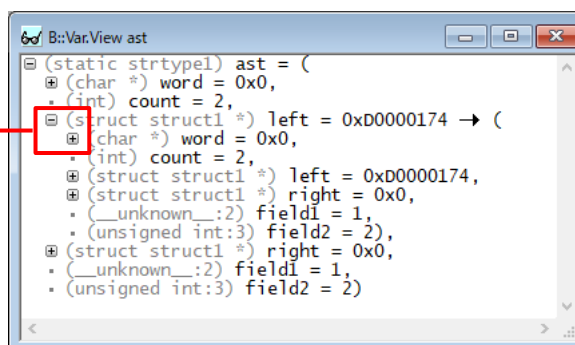 B::Var.View ast
(static strtype1) ast = (
(char *) word = 0x0,
(int) count = 2,
(struct struct1 *) left = 0xD0000174 → (
(char *) word = 0x0,
(int) count = 2,
(struct struct1 *) left = 0xD0000174,
(struct struct1 *) right = 0x0,
(__unknown__:2) field1 = 1,
(unsigned int:3) field2 = 2),
(struct struct1 *) right = 0x0,
(__unknown__:2) field1 = 1,
(unsigned int:3) field2 = 2)